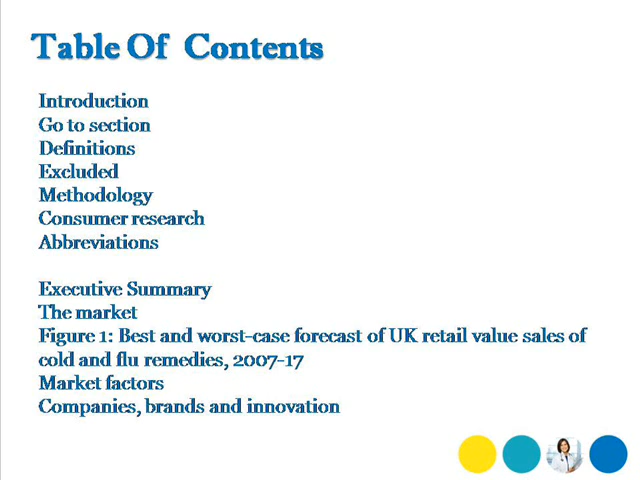 Table Of Contents
Introduction
Go to section
Definitions
Excluded
Methodology
Consumer research
Abbreviations
Executive Summary
The market
Figure 1: Best and worst-case forecast of UK retail value sales of
cold and flu remedies, 2007-17
Market factors
Companies, brands and innovation